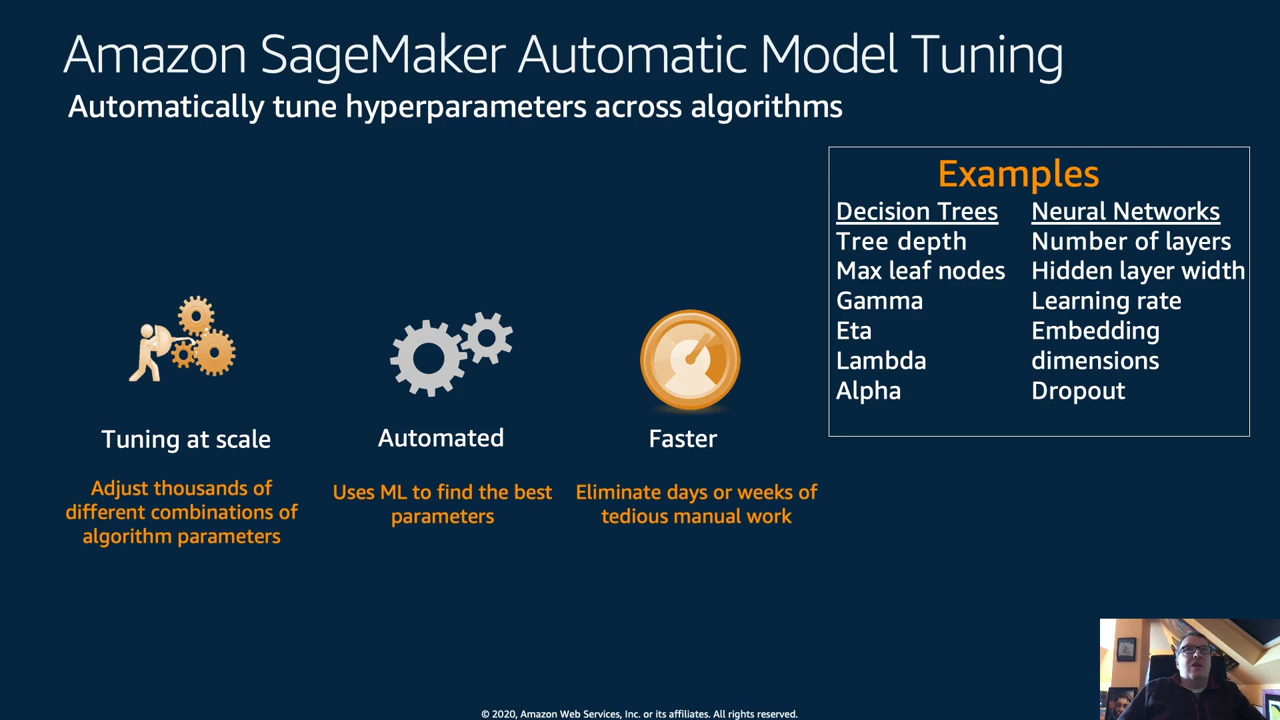 Amazon SageMaker Automatic Model Tuning
Automatically tune hyperparameters across algorithms
Examples
Decision Trees
Tree depth
Max leaf nodes
Gamma
Eta
Lambda
Alpha
Neural Networks
Number of layers
Hidden layer width
Learning rate
Embedding
dimensions
Dropout
Tuning at scale
Adjust thousands of
different combinations of
algorithm parameters
Automated
Uses ML to find the best
parameters
Faster
Eliminate days or weeks of
tedious manual work
© 2020, Amazon Web Services, Inc. or its affiliates. All rights reserved.